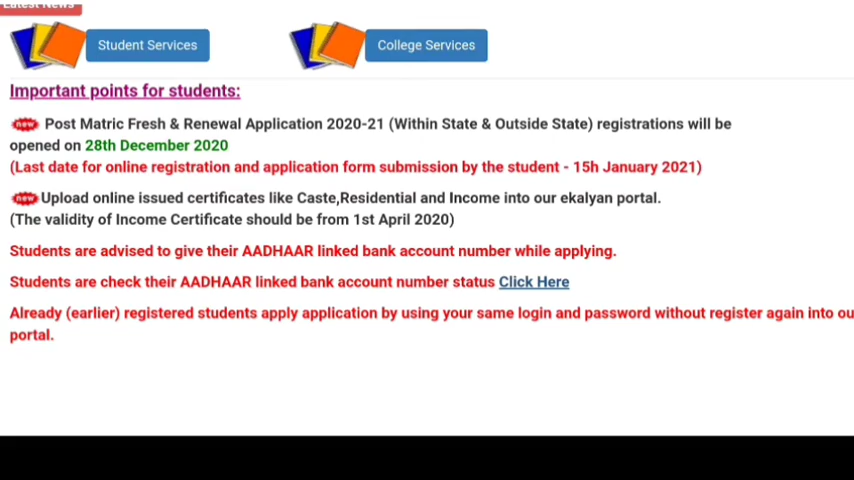 Latest News
Student Services
College Services
Important points for students:
new Post Matric Fresh & Renewal Application 2020-21 (Within State & Outside State) registrations will be
opened on 28th December 2020
(Last date for online registration and application form submission by the student - 15h January 2021)
new Upload online issued certificates like Caste,Residential and Income into our ekalyan portal.
(The validity of Income Certificate should be from 1st April 2020)
Students are advised to give their AADHAAR linked bank account number while applying.
Students are check their AADHAAR linked bank account number status Click Here
Already (earlier) registered students apply application by using your same login and password without register again into ou
portal.